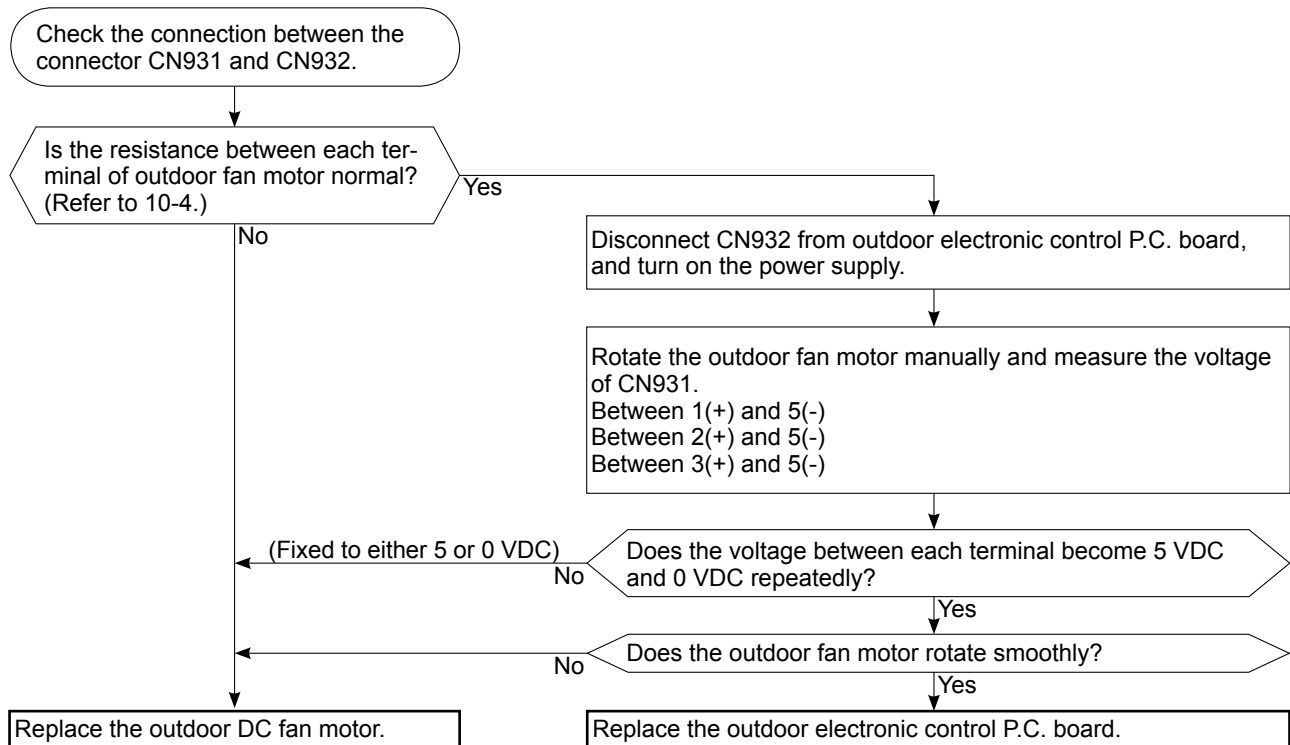 Check the connection between the
connector CN931 and CN932.
Is the resistance between each ter-
minal of outdoor fan motor normal?
(Refer to 10-4.)
Yes
No
Disconnect CN932 from outdoor electronic control P.C. board,
and turn on the power supply.
Rotate the outdoor fan motor manually and measure the voltage
of CN931.
Between 1(+) and 5(-)
Between 2(+) and 5(-)
Between 3(+) and 5(-)
(Fixed to either 5 or 0 VDC)
No
Does the voltage between each terminal become 5 VDC
and 0 VDC repeatedly?
Yes
No
Does the outdoor fan motor rotate smoothly?
Yes
Replace the outdoor DC fan motor.
Replace the outdoor electronic control P.C. board.